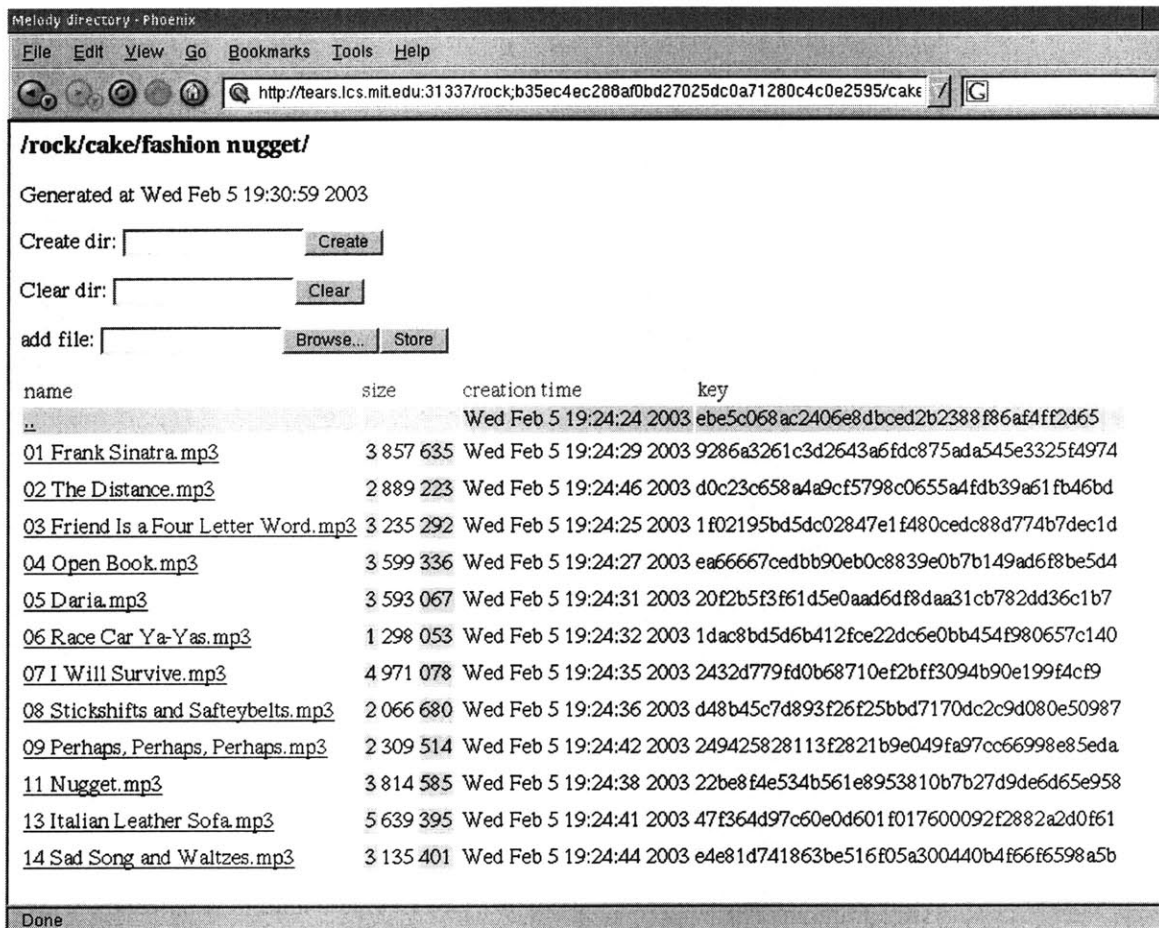 Melody directory - Phoenix
File Edit View Go Bookmarks Tools Help
http://tears.lcs.mit.edu:31337/rock;b35ec4ec288af0bd27025dc0a71280c4c0e2595/cake G
/rock/cake/fashion nugget/
Generated at Wed Feb 5 19:30:59 2003
Create dir: Create
Clear dir: Clear
add file: Browse... Store
name size creation time key
.. Wed Feb 5 19:24:24 2003 ebe5c068ac2406e8dbced2b2388f86af4ff2d65
01 Frank Sinatra.mp3 3 857 635 Wed Feb 5 19:24:29 2003 9286a3261c3d2643a6fdc875ada545e3325f4974
02 The Distance.mp3 2 889 223 Wed Feb 5 19:24:46 2003 d0c23c658a4a9cf5798c0655a4fdb39a61fb46bd
03 Friend Is a Four Letter Word.mp3 3 235 292 Wed Feb 5 19:24:25 2003 1f02195bd5dc02847e1f480cedc88d774b7dec1d
04 Open Book.mp3 3 599 336 Wed Feb 5 19:24:27 2003 ea66667cedbb90eb0c8839e0b7b149ad6f8be5d4
05 Daria.mp3 3 593 067 Wed Feb 5 19:24:31 2003 20f2b5f3f61d5e0aad6df8daa31cb782dd36c1b7
06 Race Car Ya-Yas.mp3 1 298 053 Wed Feb 5 19:24:32 2003 1dac8bd5d6b412fce22dc6e0bb454f980657c140
07 I Will Survive.mp3 4 971 078 Wed Feb 5 19:24:35 2003 2432d779fd0b68710ef2bff3094b90e199f4cf9
08 Stickshifts and Safteybelts.mp3 2 066 680 Wed Feb 5 19:24:36 2003 d48b45c7d893f26f25bbd7170dc2c9d080e50987
09 Perhaps, Perhaps, Perhaps.mp3 2 309 514 Wed Feb 5 19:24:42 2003 249425828113f2821b9e049fa97cc66998e85eda
11 Nugget.mp3 3 814 585 Wed Feb 5 19:24:38 2003 22be8f4e534b561e8953810b7b27d9de6d65e958
13 Italian Leather Sofa.mp3 5 639 395 Wed Feb 5 19:24:41 2003 47f364d97c60e0d601f017600092f2882a2d0f61
14 Sad Song and Waltzes.mp3 3 135 401 Wed Feb 5 19:24:44 2003 e4e81d741863be516f05a300440b4f66f6598a5b
Done